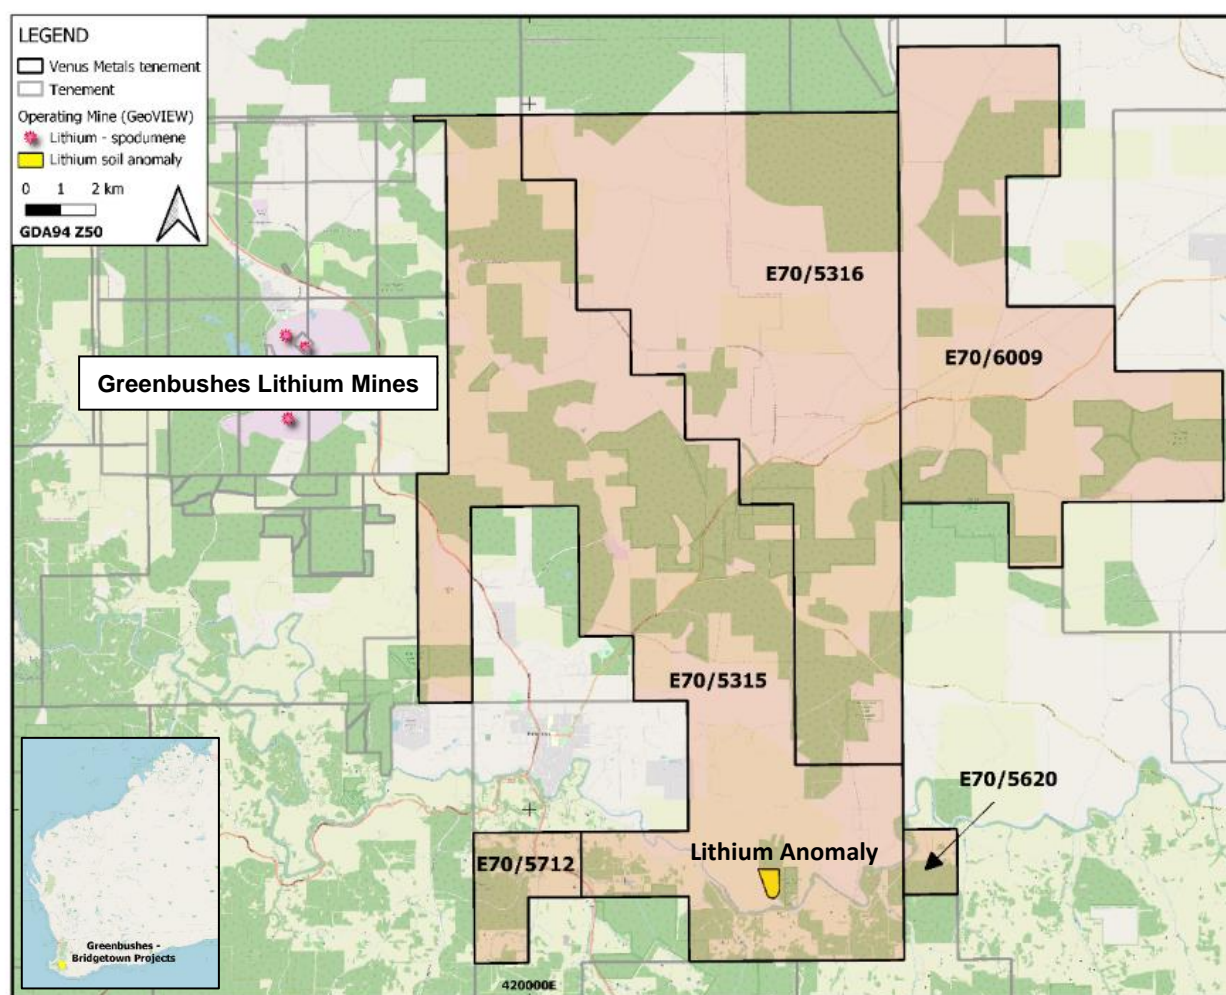 LEGEND
Venus Metals tenement
Tenement
Operating Mine (GeoVIEW)
Lithium - spodumene
Lithium soil anomaly
0 1 2 km
GDA94 Z50
E70/5316
E70/6009
Greenbushes Lithium Mines
E70/5315
E70/5620
Lithium Anomaly
E70/5712
Greenbushes -
Bridgetown Projects
420000E